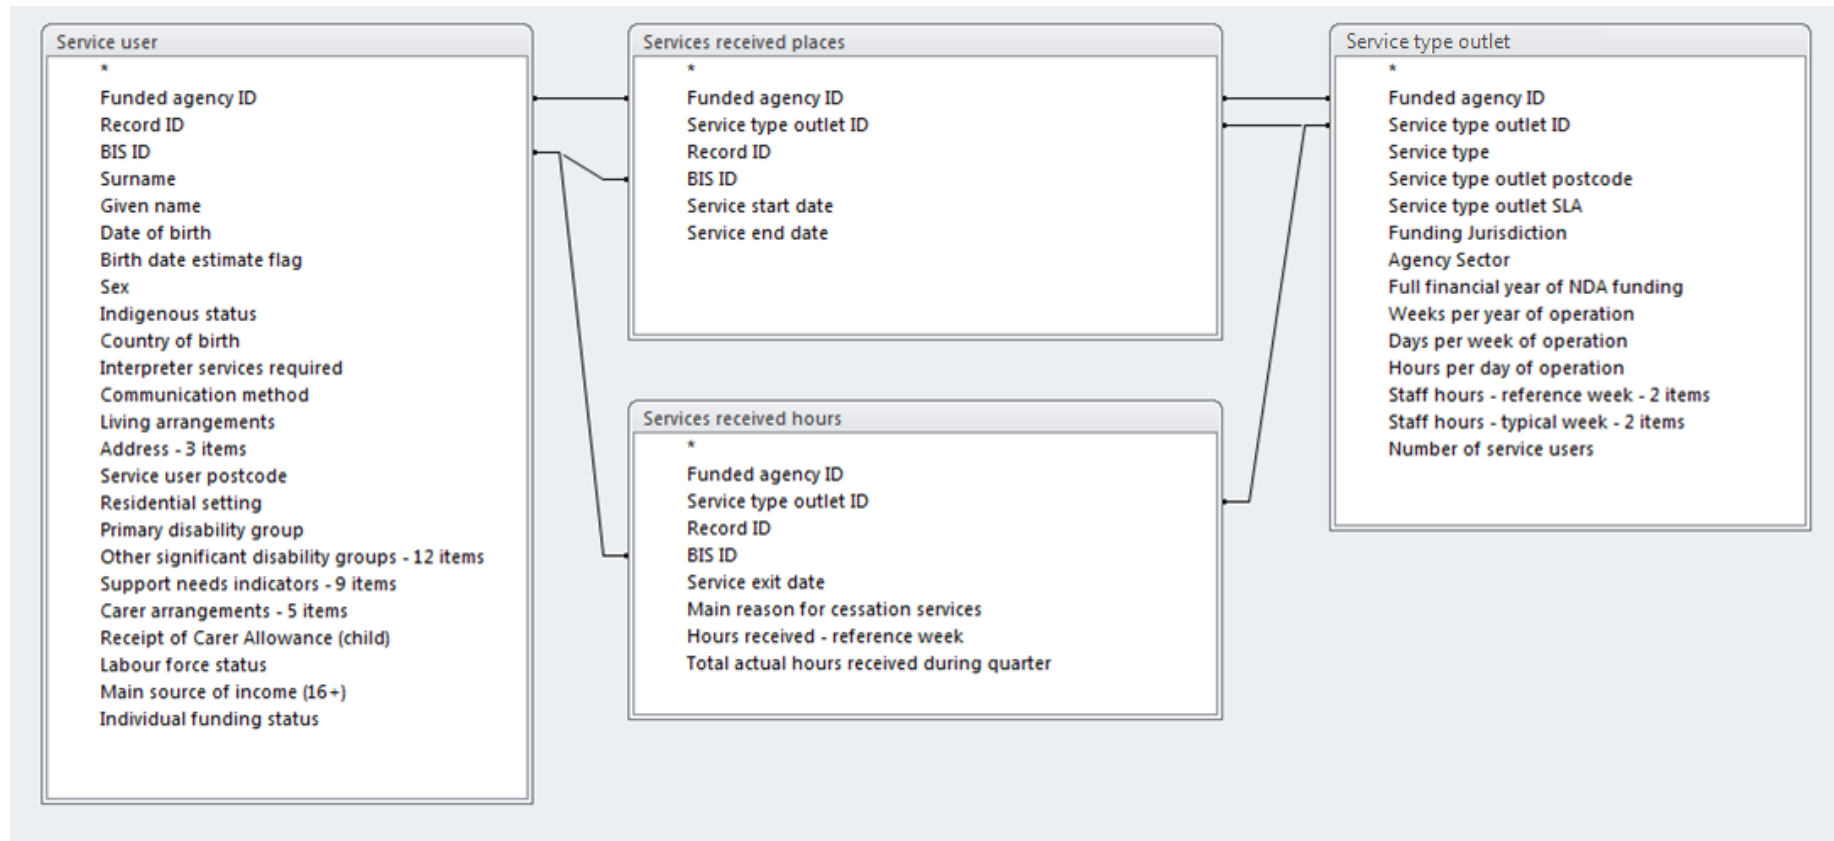 Service user
*
Funded agency ID
Record ID
BIS ID
Surname
Given name
Date of birth
Birth date estimate flag
Sex
Indigenous status
Country of birth
Interpreter services required
Communication method
Living arrangements
Address - 3 items
Service user postcode
Residential setting
Primary disability group
Other significant disability groups - 12 items
Support needs indicators - 9 items
Carer arrangements - 5 items
Receipt of Carer Allowance (child)
Labour force status
Main source of income (16+)
Individual funding status
Services received places
*
Funded agency ID
Service type outlet ID
Record ID
BIS ID
Service start date
Service end date
Services received hours
*
Funded agency ID
Service type outlet ID
Record ID
BIS ID
Service exit date
Main reason for cessation services
Hours received - reference week
Total actual hours received during quarter
Service type outlet
*
Funded agency ID
Service type outlet ID
Service type
Service type outlet postcode
Service type outlet SLA
Funding Jurisdiction
Agency Sector
Full financial year of NDA funding
Weeks per year of operation
Days per week of operation
Hours per day of operation
Staff hours - reference week - 2 items
Staff hours - typical week - 2 items
Number of service users